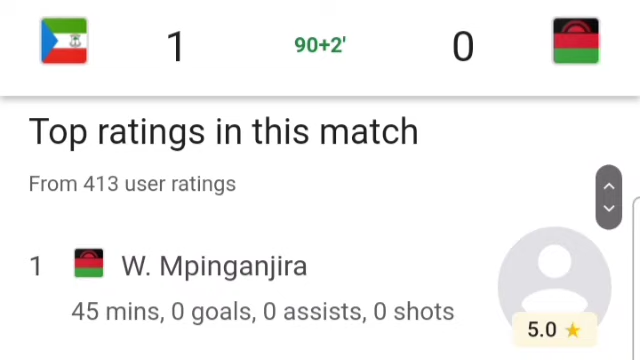 1 90+2' 0
Top ratings in this match
From 413 user ratings
1 W. Mpinganjira
45 mins, 0 goals, 0 assists, 0 shots
5.0